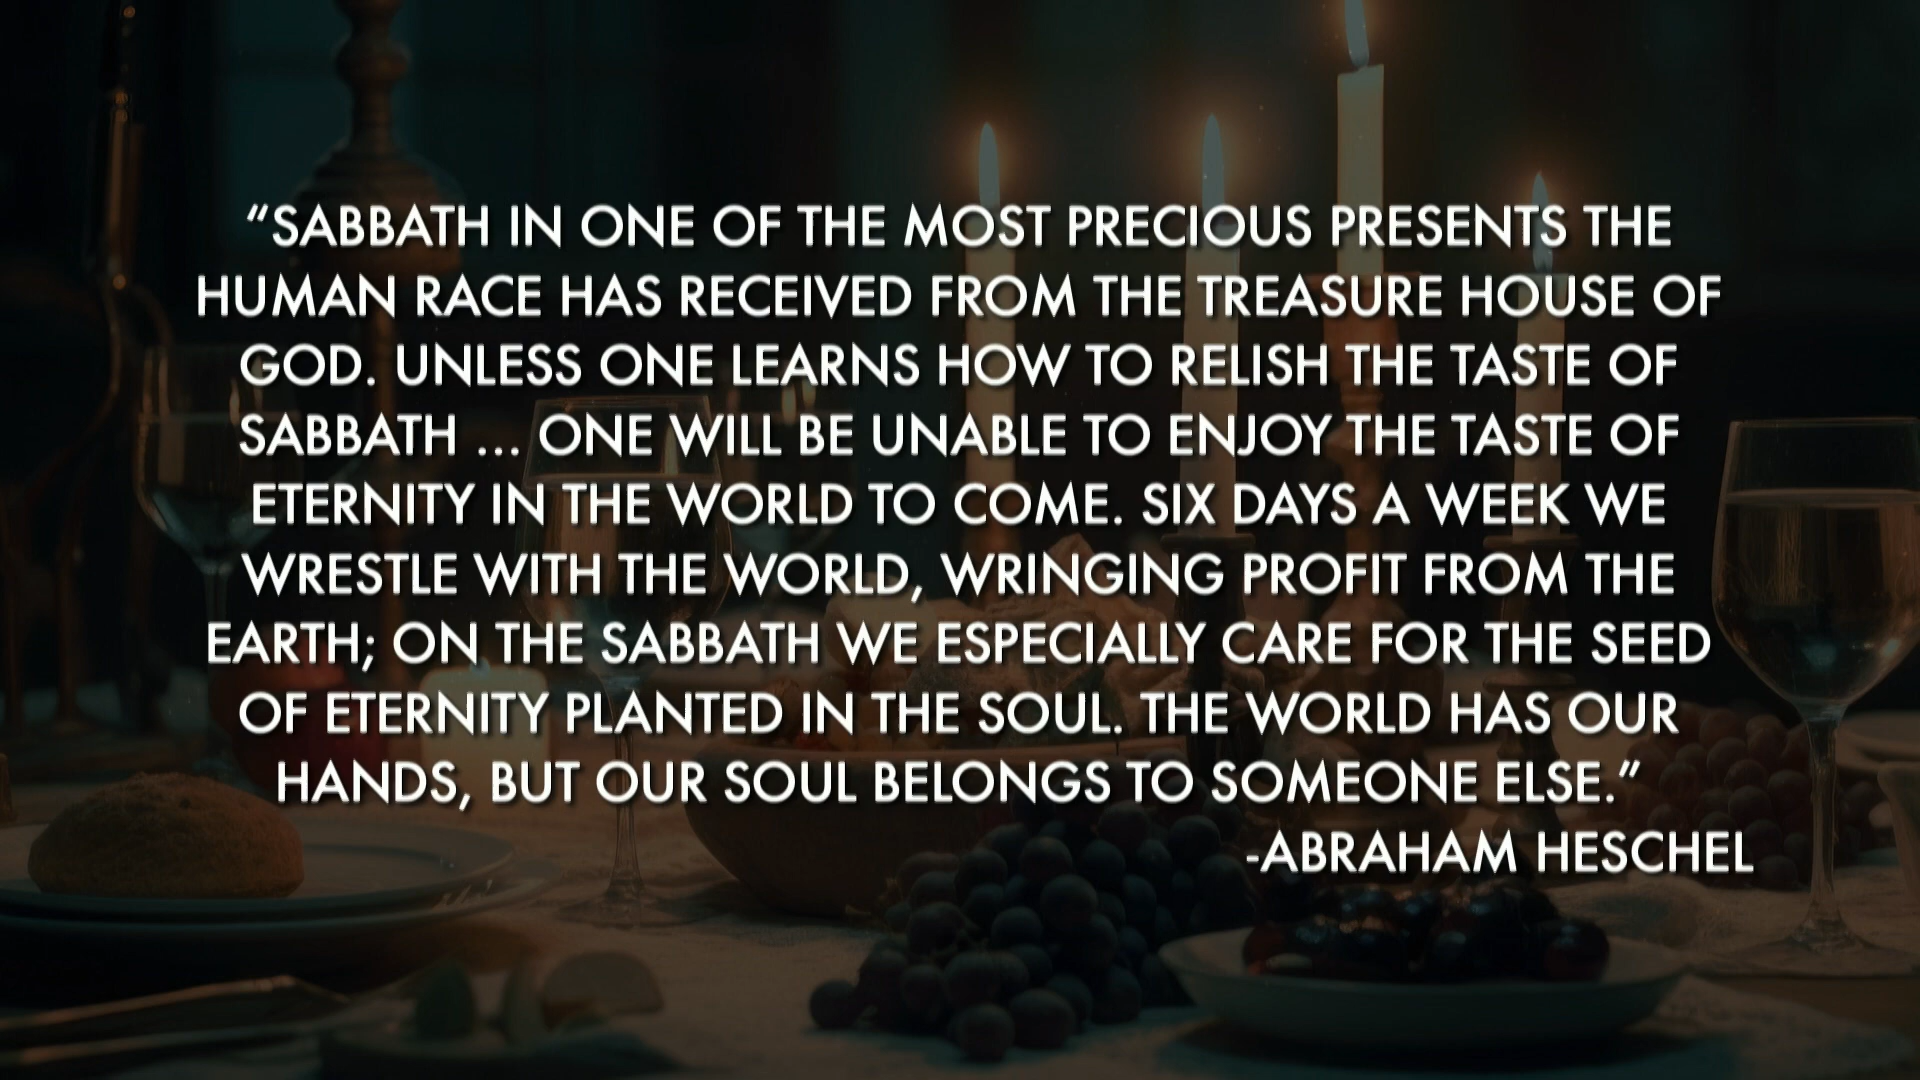 “SABBATH IN ONE OF THE MOST PRECIOUS PRESENTS THE
HUMAN RACE HAS RECEIVED FROM THE TREASURE HOUSE OF
GOD. UNLESS ONE LEARNS HOW TO RELISH THE TASTE OF
SABBATH ... ONE WILL BE UNABLE TO ENJOY THE TASTE OF
ETERNITY IN THE WORLD TO COME. SIX DAYS A WEEK WE
WRESTLE WITH THE WORLD, WRINGING PROFIT FROM THE
EARTH; ON THE SABBATH WE ESPECIALLY CARE FOR THE SEED
OF ETERNITY PLANTED IN THE SOUL. THE WORLD HAS OUR
HANDS, BUT OUR SOUL BELONGS TO SOMEONE ELSE.”
-ABRAHAM HESCHEL